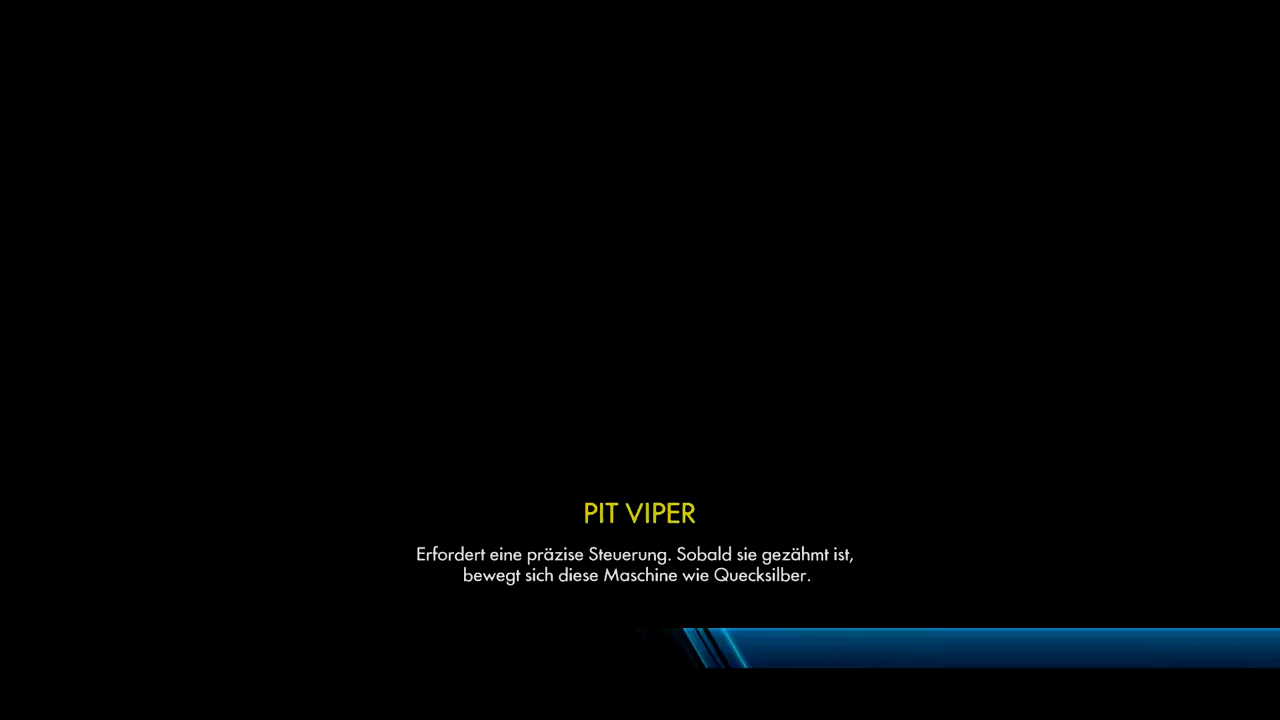 PIT VIPER
Erfordert eine präzise Steuerung. Sobald sie gezähmt ist,
bewegt sich diese Maschine wie Quecksilber.